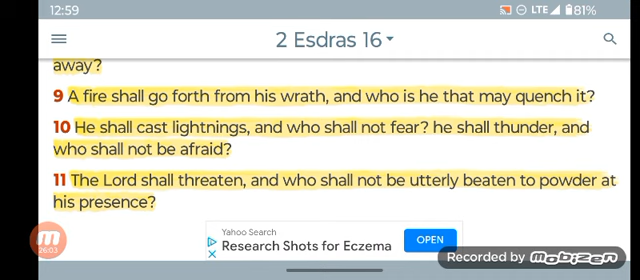 12:59 LTE 81%
2 Esdras 16
away?
9 A fire shall go forth from his wrath, and who is he that may quench it?
10 He shall cast lightnings, and who shall not fear? he shall thunder, and
who shall not be afraid?
11 The Lord shall threaten, and who shall not be utterly beaten to powder at
his presence?
Yahoo Search
Research Shots for Eczema
OPEN
26:03
Recorded by mobizen